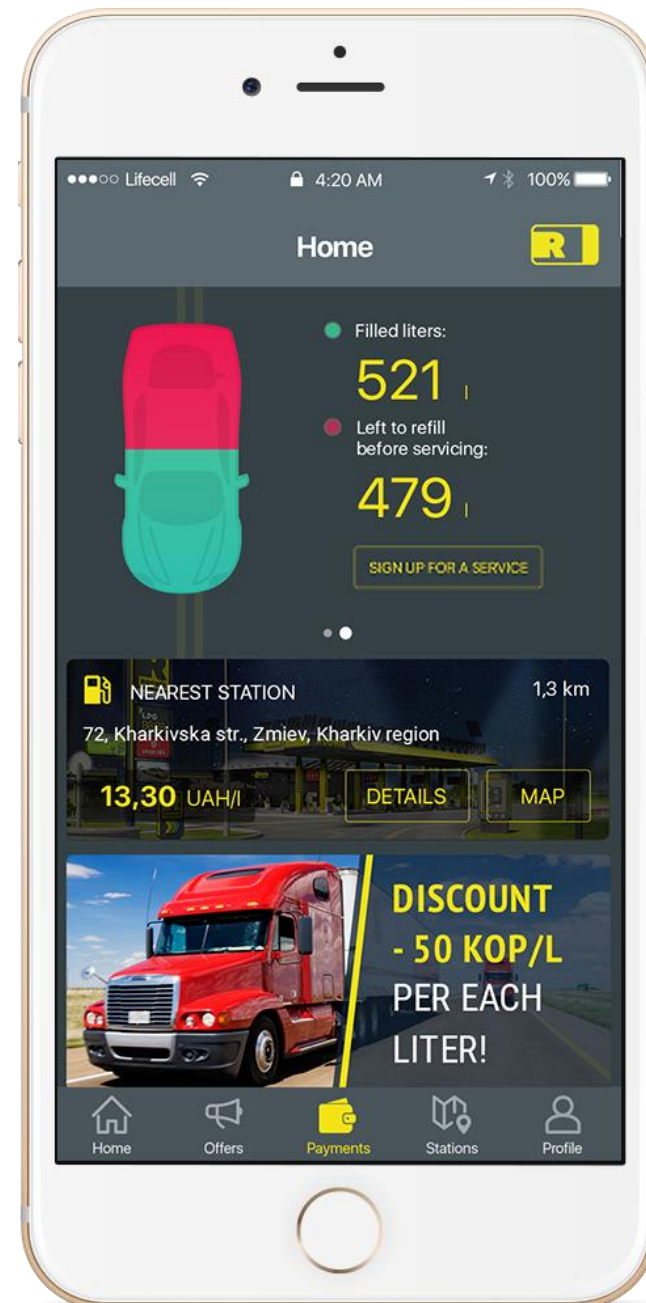 Lifecell 4:20 AM 100%
Home
R
Filled liters:
521 l
Left to refill
before servicing:
479 l
SIGN UP FOR A SERVICE
NEAREST STATION 1,3 km
72, Kharkivska str., Zmiev, Kharkiv region
13,30 UAH/l DETAILS MAP
DISCOUNT
- 50 KOP/L
PER EACH
LITER!
Home Offers Payments Stations Profile